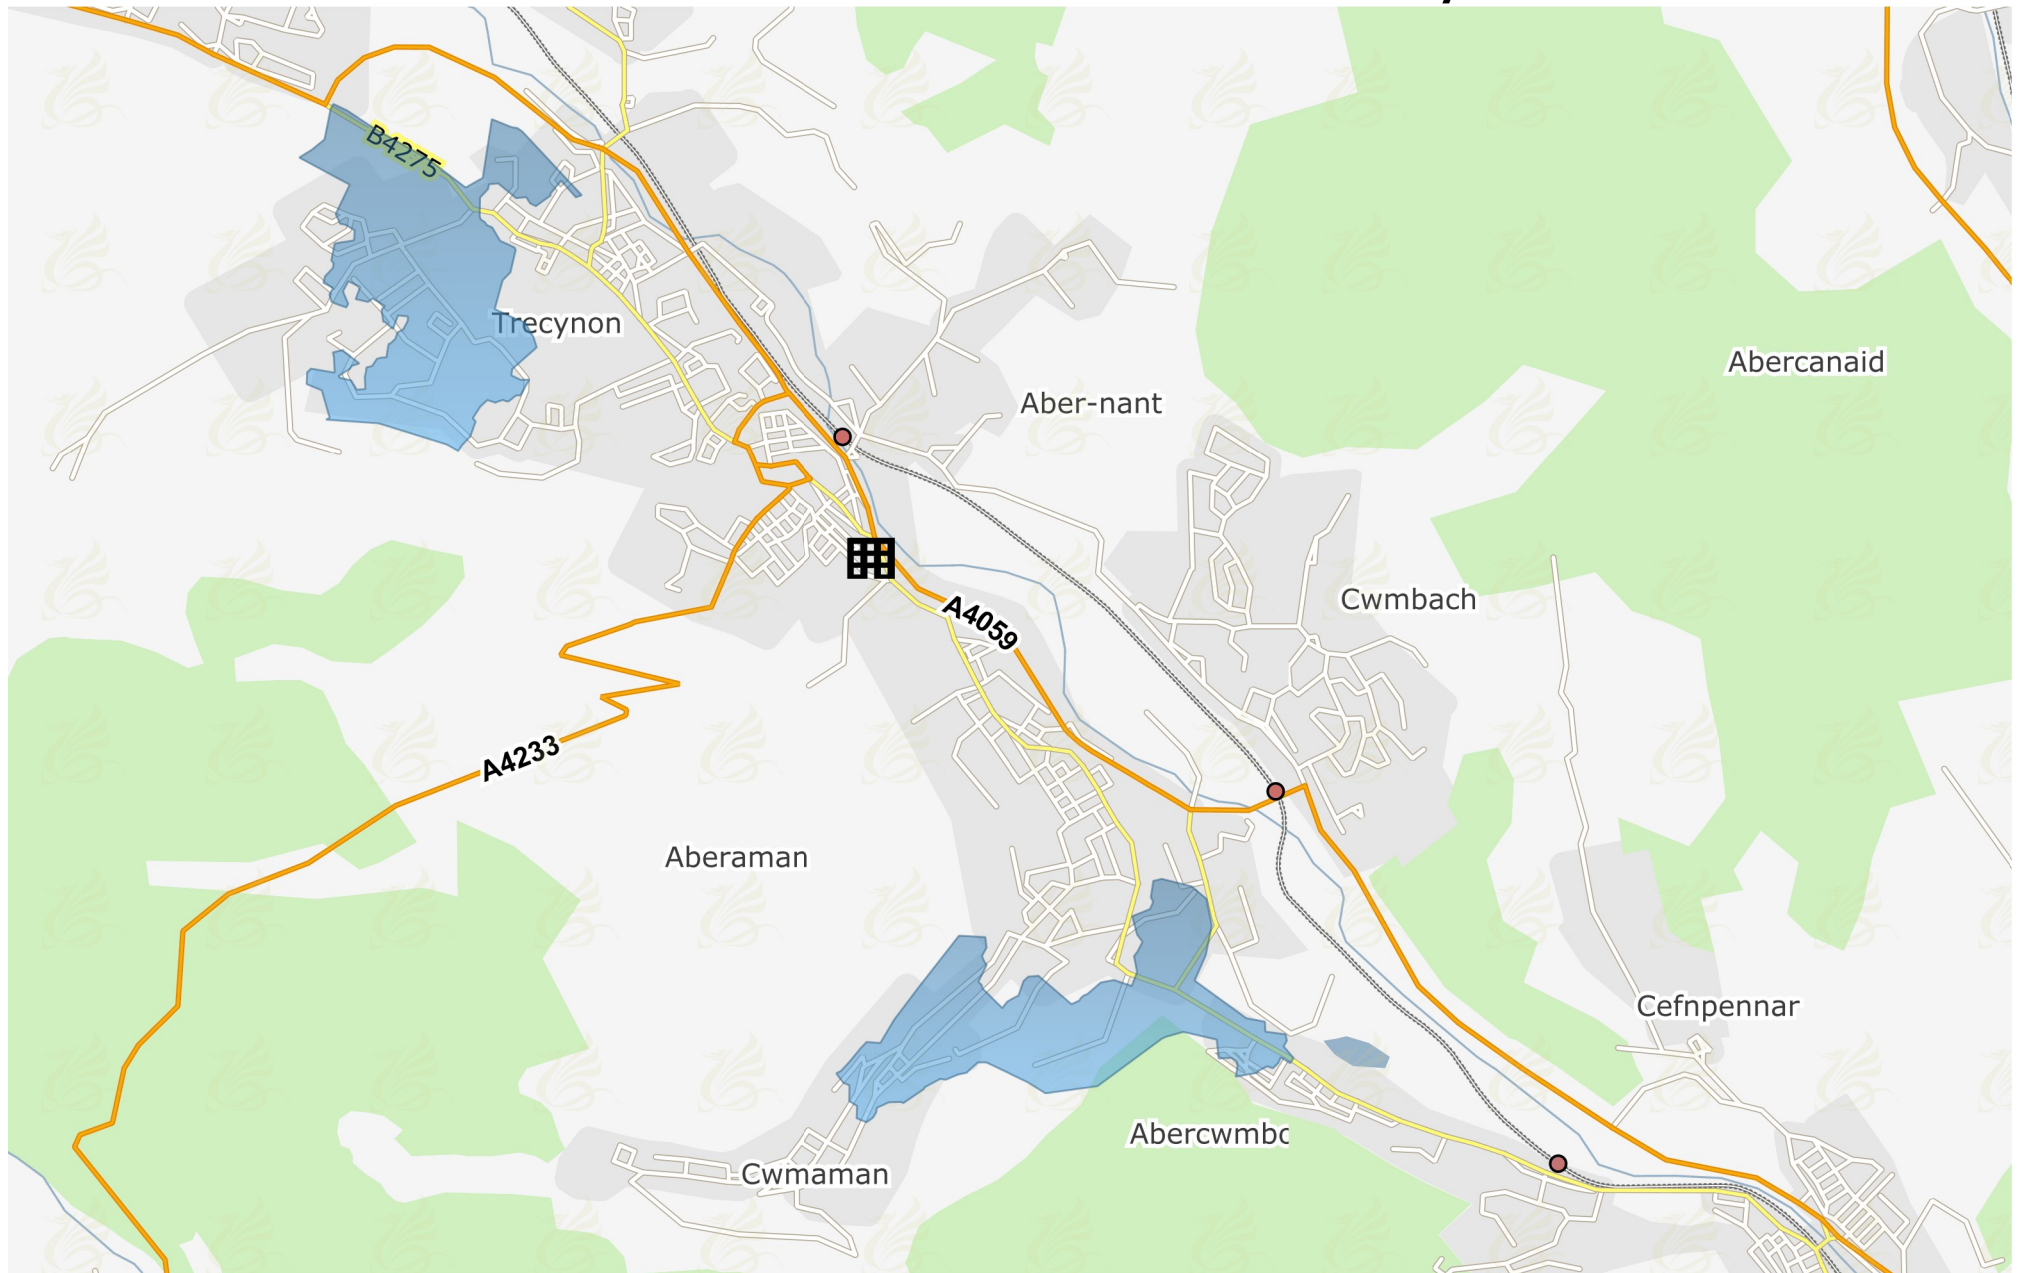 B4275
Trecynon
Abercanaid
Aber-nant
Cwmbach
A4059
A4233
Aberaman
Cefnpennar
Abercwmbc
Cwmaman